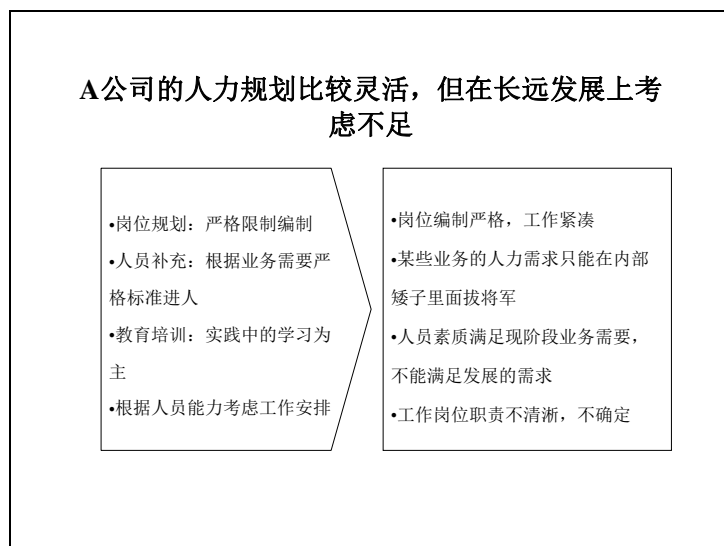 A公司的人力规划比较灵活，但在长远发展上考
虑不足
•岗位规划：严格限制编制
•人员补充：根据业务需要严
格标准进人
•教育培训：实践中的学习为
主
•根据人员能力考虑工作安排
•岗位编制严格，工作紧凑
•某些业务的人力需求只能在内部
矮子里面拔将军
•人员素质满足现阶段业务需要，
不能满足发展的需求
•工作岗位职责不清淅，不确定